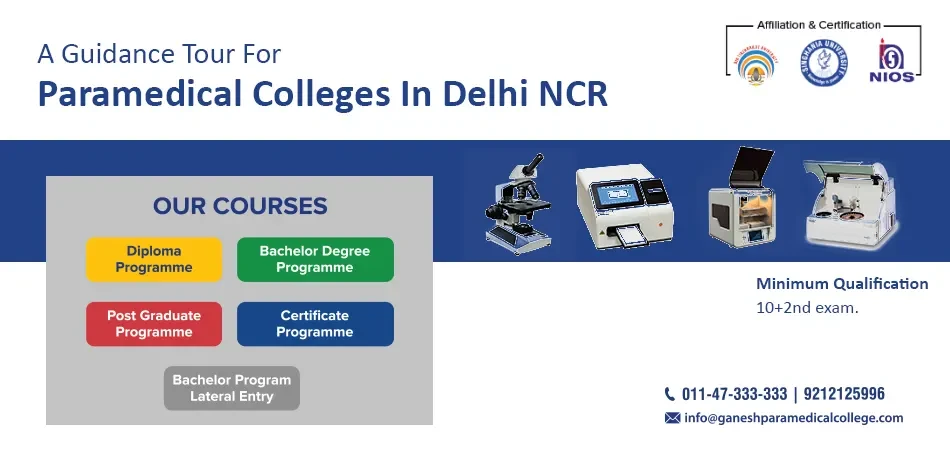 A Guidance Tour For
Paramedical Colleges In Delhi NCR
Affiliation & Certification
SINGHANIA UNIVERSITY
NIOS
OUR COURSES
Diploma
Programme
Bachelor Degree
Programme
Post Graduate
Programme
Certificate
Programme
Bachelor Program
Lateral Entry
Minimum Qualification
10+2nd exam.
011-47-333-333 | 9212125996
info@ganeshparamedicalcollege.com